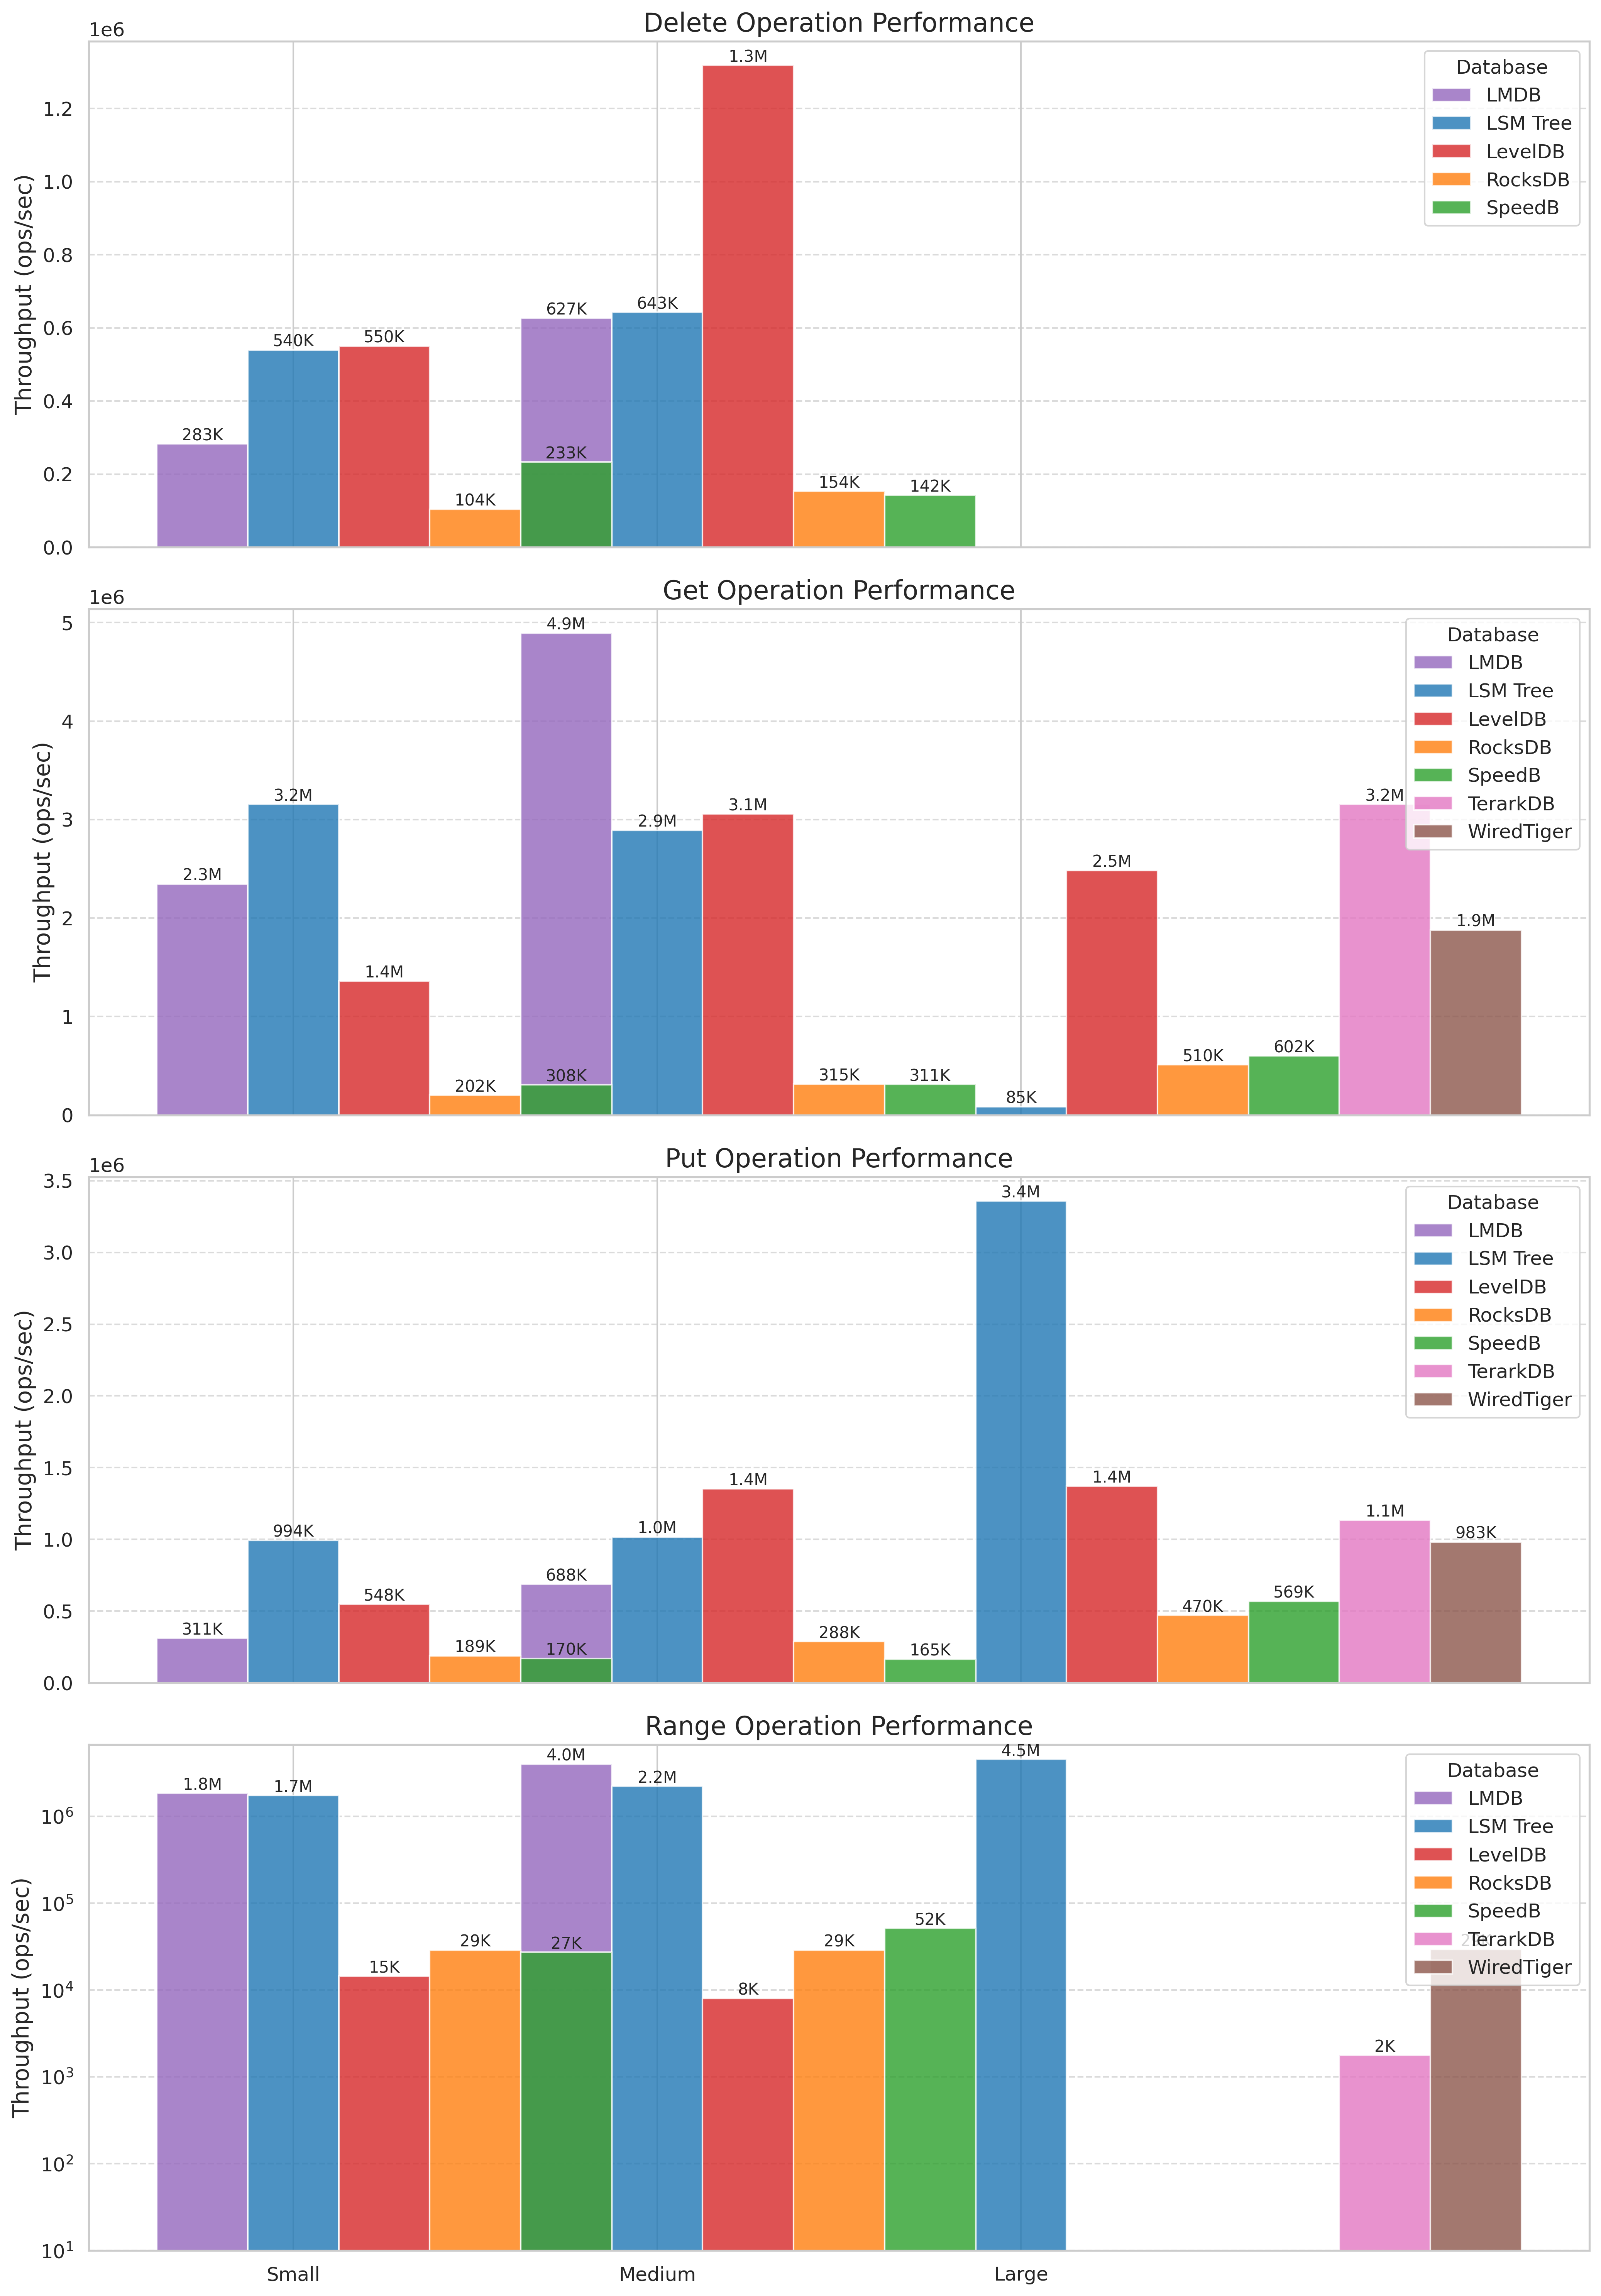 Delete Operation Performance
1e6
Throughput (ops/sec)
1.2
1.0
0.8
0.6
0.4
0.2
0.0
283K
540K
550K
104K
627K
233K
643K
1.3M
154K
142K
Database
LMDB
LSM Tree
LevelDB
RocksDB
SpeedB
Get Operation Performance
1e6
Throughput (ops/sec)
5
4
3
2
1
0
2.3M
3.2M
1.4M
202K
4.9M
308K
2.9M
3.1M
315K
311K
85K
2.5M
510K
602K
3.2M
1.9M
Database
LMDB
LSM Tree
LevelDB
RocksDB
SpeedB
TerarkDB
WiredTiger
Put Operation Performance
1e6
Throughput (ops/sec)
3.5
3.0
2.5
2.0
1.5
1.0
0.5
0.0
311K
994K
548K
189K
688K
170K
1.0M
1.4M
288K
165K
3.4M
1.4M
470K
569K
1.1M
983K
Database
LMDB
LSM Tree
LevelDB
RocksDB
SpeedB
TerarkDB
WiredTiger
Range Operation Performance
Throughput (ops/sec)
10⁶
10⁵
10⁴
10³
10²
10¹
1.8M
1.7M
15K
29K
4.0M
27K
2.2M
8K
29K
52K
4.5M
2K
Database
LMDB
LSM Tree
LevelDB
RocksDB
SpeedB
TerarkDB
WiredTiger
Small
Medium
Large